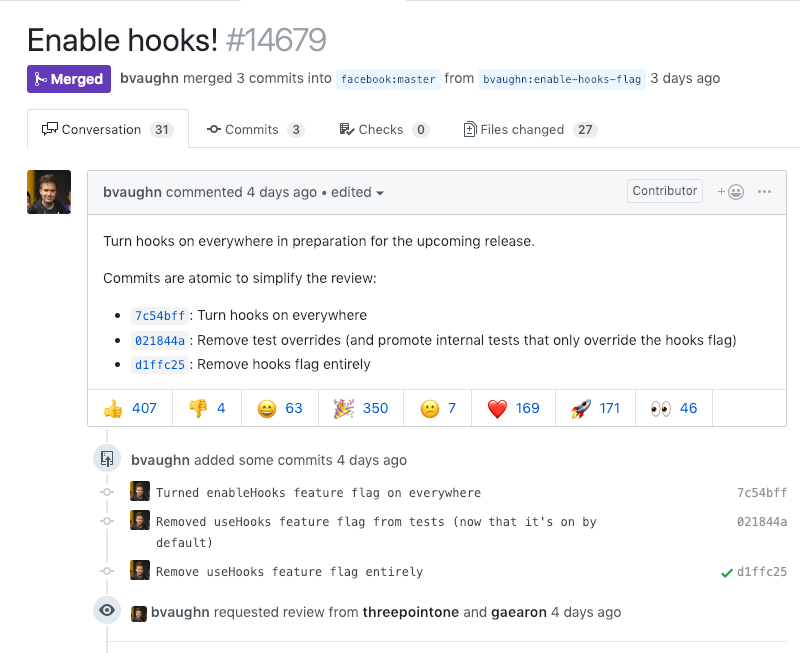 Enable hooks! #14679
Merged bvaughn merged 3 commits into facebook:master from bvaughn:enable-hooks-flag 3 days ago
Conversation 31 Commits 3 Checks 0 Files changed 27
bvaughn commented 4 days ago • edited Contributor
Turn hooks on everywhere in preparation for the upcoming release.
Commits are atomic to simplify the review:
• 7c54bff : Turn hooks on everywhere
• 021844a : Remove test overrides (and promote internal tests that only override the hooks flag)
• d1ffc25 : Remove hooks flag entirely
407 4 63 350 7 169 171 46
bvaughn added some commits 4 days ago
Turned enableHooks feature flag on everywhere 7c54bff
Removed useHooks feature flag from tests (now that it's on by 021844a
default)
Remove useHooks feature flag entirely d1ffc25
bvaughn requested review from threepointone and gaearon 4 days ago